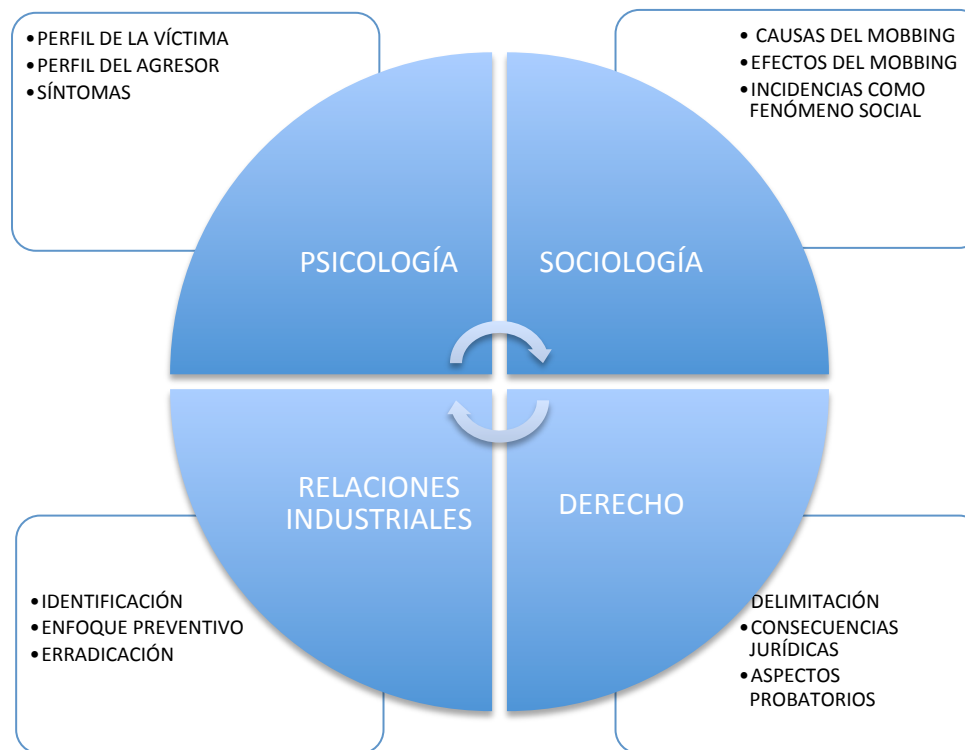 •PERFIL DE LA VÍCTIMA
•PERFIL DEL AGRESOR
•SÍNTOMAS
• CAUSAS DEL MOBBING
•EFECTOS DEL MOBBING
•INCIDENCIAS COMO
FENÓMENO SOCIAL
PSICOLOGÍA
SOCIOLOGÍA
RELACIONES
INDUSTRIALES
DERECHO
•IDENTIFICACIÓN
•ENFOQUE PREVENTIVO
•ERRADICACIÓN
DELIMITACIÓN
•CONSECUENCIAS
JURÍDICAS
•ASPECTOS
PROBATORIOS